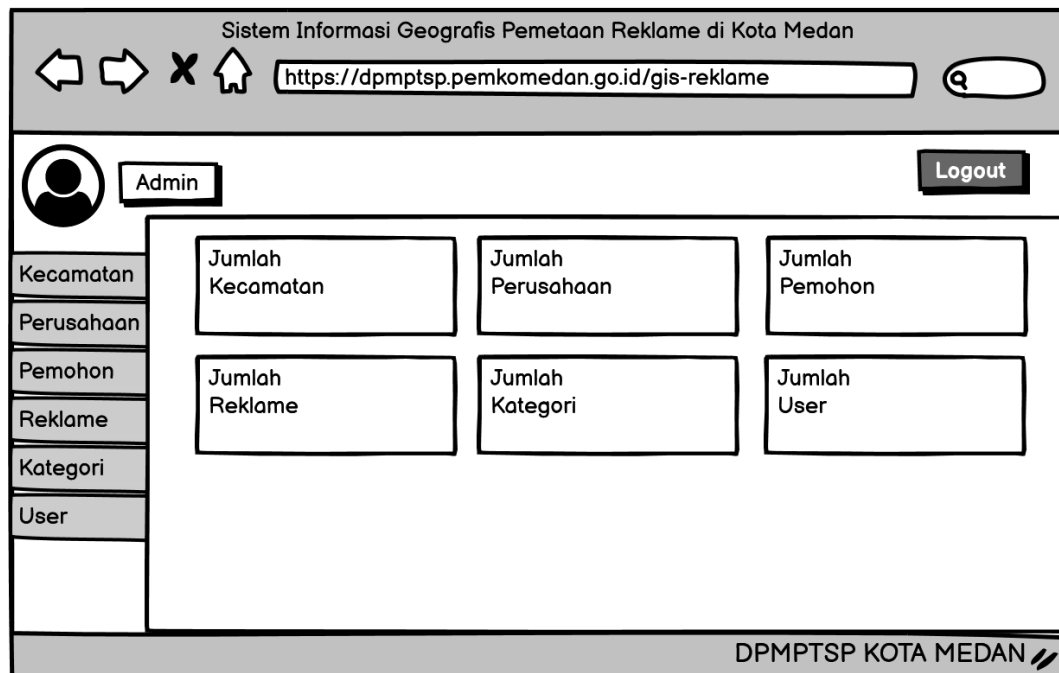 Sistem Informasi Geografis Pemetaan Reklame di Kota Medan
https://dpmptsp.pemkomedan.go.id/gis-reklame
Admin
Logout
Kecamatan
Perusahaan
Pemohon
Reklame
Kategori
User
Jumlah
Kecamatan
Jumlah
Perusahaan
Jumlah
Pemohon
Jumlah
Reklame
Jumlah
Kategori
Jumlah
User
DPMPTSP KOTA MEDAN